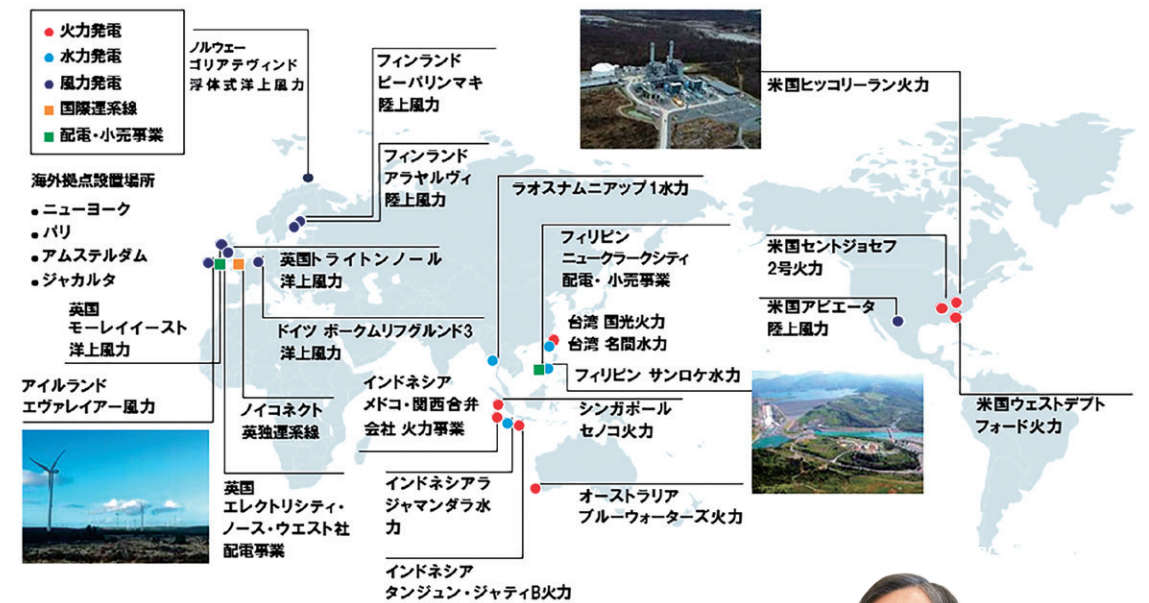 火力発電
水力発電
風力発電
国際連系線
配電・小売事業
海外拠点設置場所
・ニューヨーク
・パリ
・アムステルダム
・ジャカルタ
ノルウェー
ゴリアテヴィンド
浮体式洋上風力
フィンランド
ピーパリンマキ
陸上風力
フィンランド
アラヤルヴィ
陸上風力
米国ヒッコリーラン火力
ラオスナムニアップ1水力
英国トライトンノール
洋上風力
フィリピン
ニュークラークシティ
配電・小売事業
米国セントジョセフ
2号火力
英国
モーレイイースト
洋上風力
ドイツ ボークムリフグルンド3
洋上風力
台湾 国光火力
台湾 名間水力
米国アビエータ
陸上風力
アイルランド
エヴァレイアー風力
ノイコネクト
英独連系線
インドネシア
メドコ・関西合弁
会社 火力事業
フィリピン サンロケ水力
シンガポール
セノコ火力
米国ウェストデプト
フォード火力
英国
エレクトリシティ・
ノース・ウエスト社
配電事業
インドネシアラ
ジャマンダラ水
力
オーストラリア
ブルーウォーターズ火力
インドネシア
タンジュン・ジャティB火力